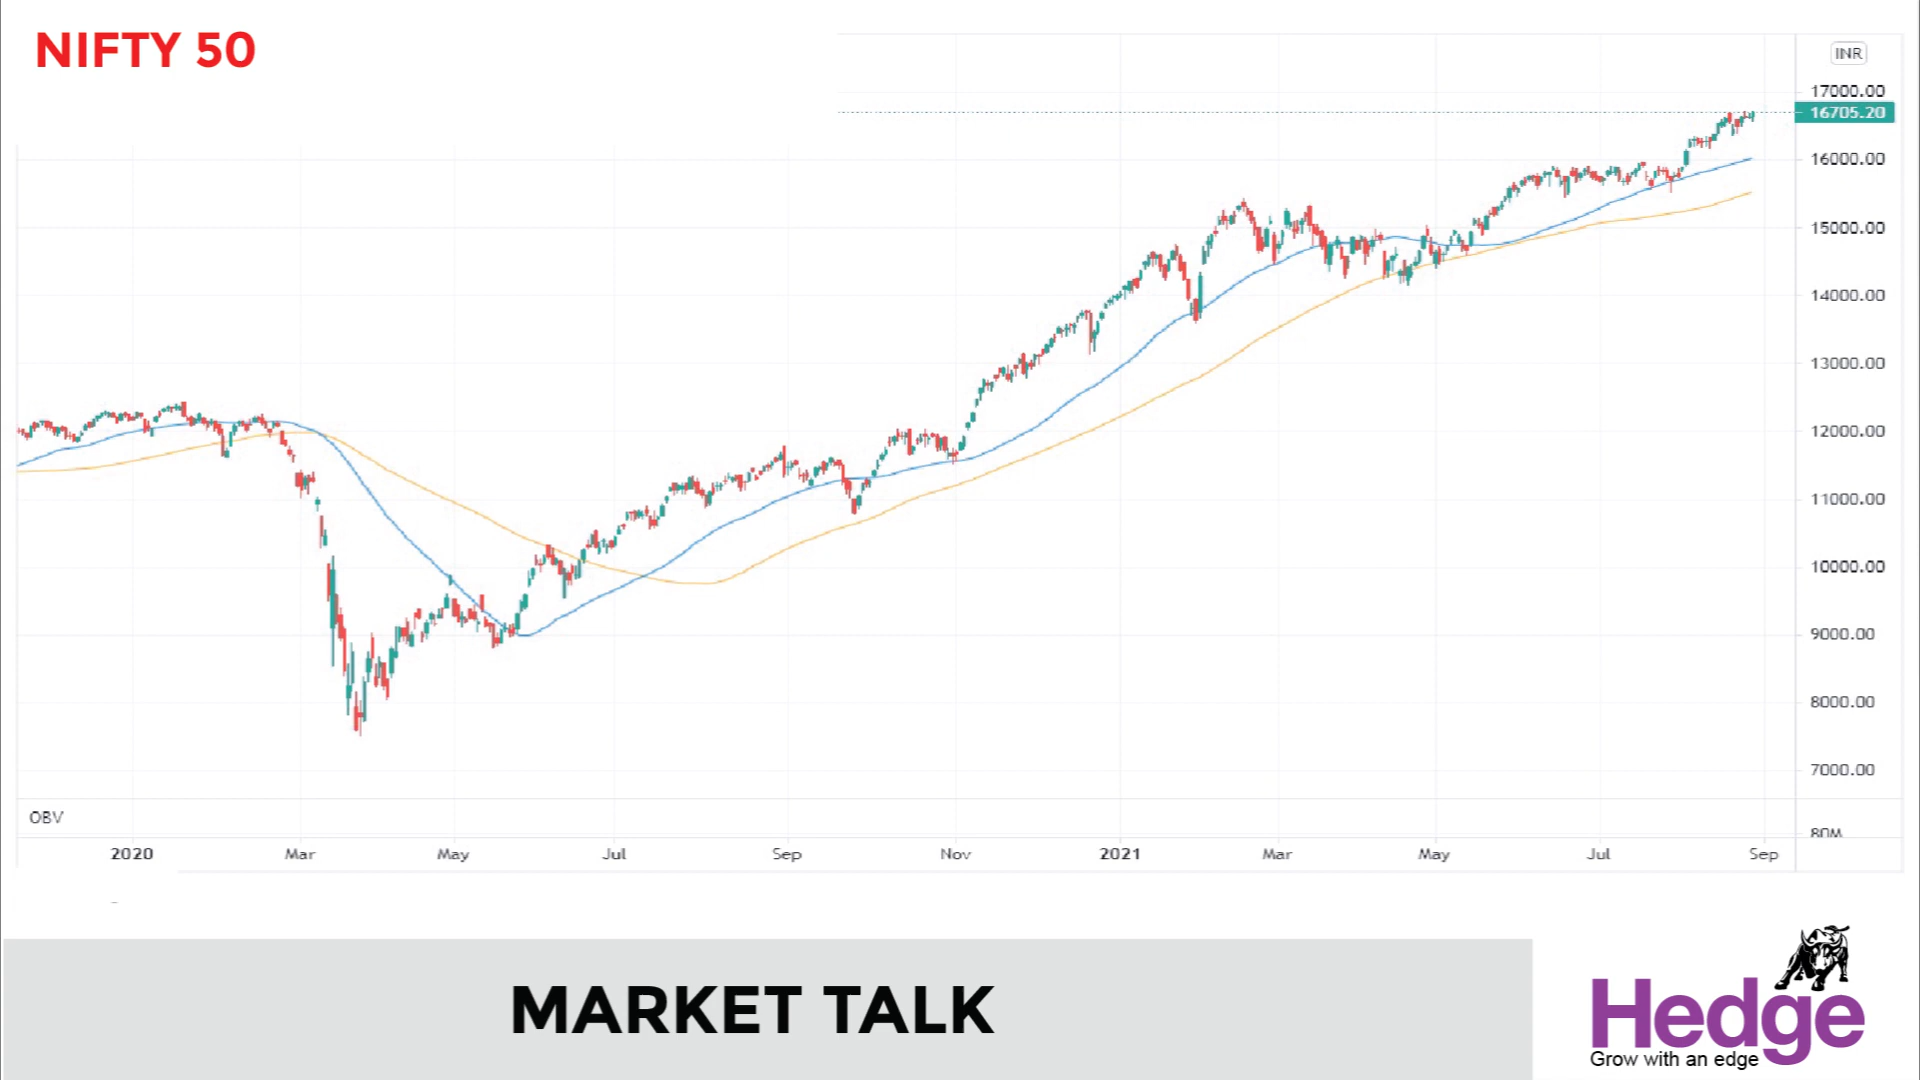 NIFTY 50
INR
17000.00
16705.20
16000.00
15000.00
14000.00
13000.00
12000.00
11000.00
10000.00
9000.00
8000.00
7000.00
OBV
80M
2020 Mar May Jul Sep Nov 2021 Mar May Jul Sep
MARKET TALK
Hedge
Grow with an edge